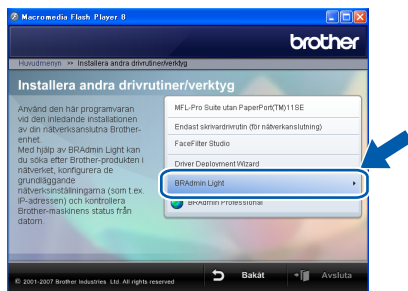 Macromedia Flash Player 8
brother
Huvudmenyn >> Installera andra drivrutiner/verktyg
Installera andra drivrutiner/verktyg
Använd den här programvaran
vid den inledande installationen
av din nätverksanslutna Brother-
enhet.
Med hjälp av BRAdmin Light kan
du söka efter Brother-produkten i
nätverket, konfigurera de
grundläggande
nätverksinställningarna (som t.ex.
IP-adressen) och kontrollera
Brother-maskinens status från
datorn.
MFL-Pro Suite utan PaperPort(TM)11SE
Endast skrivardrivrutin (för nätverkanslutning)
FaceFilter Studio
Driver Deployment Wizard
BRAdmin Light
BRAdmin Professional
© 2001-2007 Brother Industries Ltd. All rights reserved
Bakåt
Avsluta